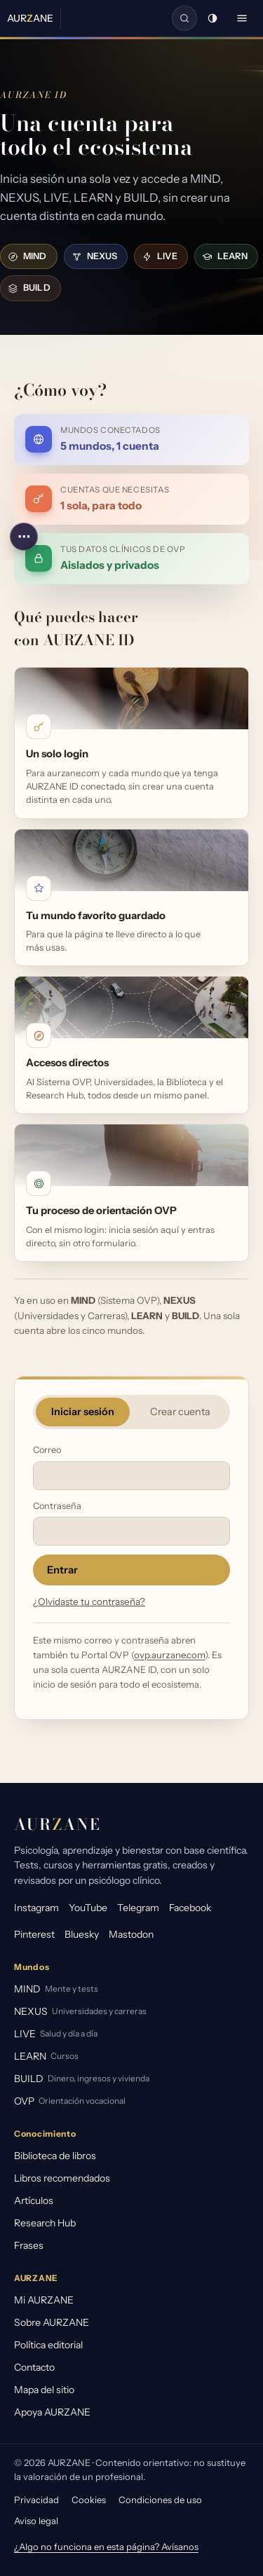 AURZANE
AURZANE ID
Una cuenta para
todo el ecosistema
Inicia sesión una sola vez y accede a MIND,
NEXUS, LIVE, LEARN y BUILD, sin crear una
cuenta distinta en cada mundo.
MIND
NEXUS
LIVE
LEARN
BUILD
¿Cómo voy?
MUNDOS CONECTADOS
5 mundos, 1 cuenta
CUENTAS QUE NECESITAS
1 sola, para todo
TUS DATOS CLÍNICOS DE OVP
Aislados y privados
Qué puedes hacer
con AURZANE ID
Un solo login
Para aurzane.com y cada mundo que ya tenga
AURZANE ID conectado, sin crear una cuenta
distinta en cada uno.
Tu mundo favorito guardado
Para que la página te lleve directo a lo que
más usas.
Accesos directos
Al Sistema OVP, Universidades, la Biblioteca y el
Research Hub, todos desde un mismo panel.
Tu proceso de orientación OVP
Con el mismo login: inicia sesión aquí y entras
directo, sin otro formulario.
Ya en uso en MIND (Sistema OVP), NEXUS
(Universidades y Carreras), LEARN y BUILD. Una sola
cuenta abre los cinco mundos.
Iniciar sesión
Crear cuenta
Correo
Contraseña
Entrar
¿Olvidaste tu contraseña?
Este mismo correo y contraseña abren
también tu Portal OVP (ovp.aurzane.com). Es
una sola cuenta AURZANE ID, con un solo
inicio de sesión para todo el ecosistema.
AURZANE
Psicología, aprendizaje y bienestar con base científica.
Tests, cursos y herramientas gratis, creados y
revisados por un psicólogo clínico.
Instagram YouTube Telegram Facebook
Pinterest Bluesky Mastodon
Mundos
MIND Mente y tests
NEXUS Universidades y carreras
LIVE Salud y día a día
LEARN Cursos
BUILD Dinero, ingresos y vivienda
OVP Orientación vocacional
Conocimiento
Biblioteca de libros
Libros recomendados
Artículos
Research Hub
Frases
AURZANE
Mi AURZANE
Sobre AURZANE
Política editorial
Contacto
Mapa del sitio
Apoya AURZANE
© 2026 AURZANE · Contenido orientativo: no sustituye
la valoración de un profesional.
Privacidad Cookies Condiciones de uso
Aviso legal
¿Algo no funciona en esta página? Avísanos